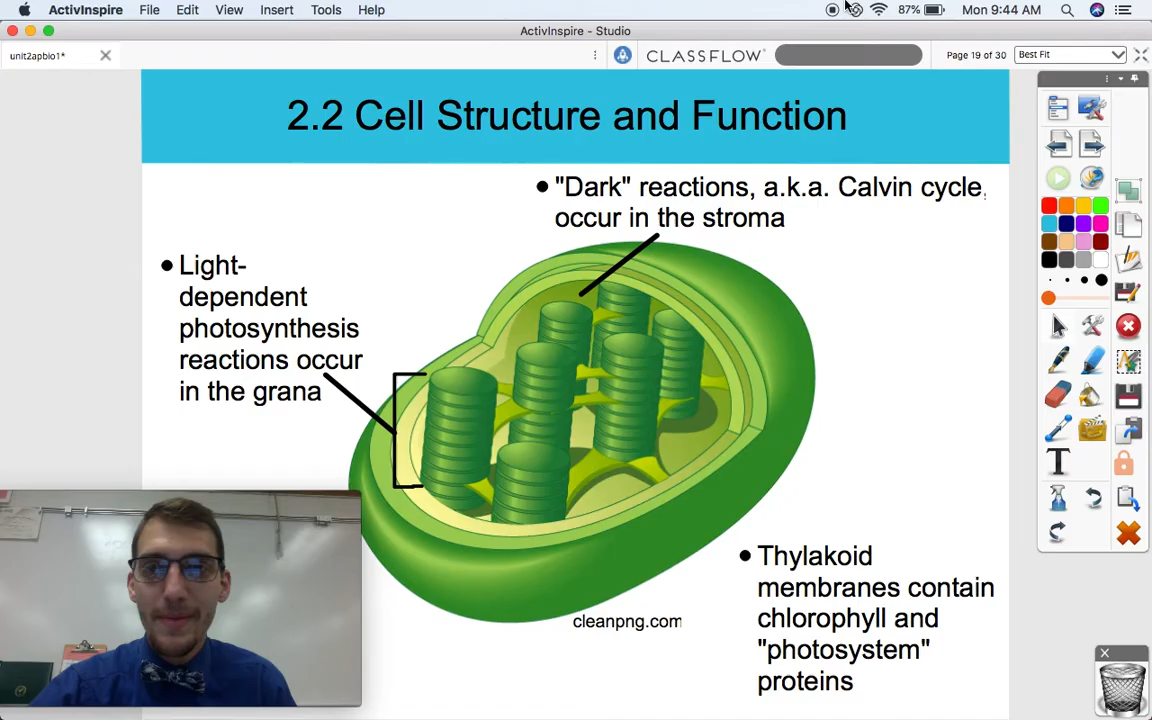 ActivInspire File Edit View Insert Tools Help 87% Mon 9:44 AM
ActivInspire - Studio
unit2apbio1* CLASSFLOW Page 19 of 30 Best Fit
2.2 Cell Structure and Function
"Dark" reactions, a.k.a. Calvin cycle,
occur in the stroma
Light-
dependent
photosynthesis
reactions occur
in the grana
Thylakoid
membranes contain
chlorophyll and
"photosystem"
proteins
cleanpng.com